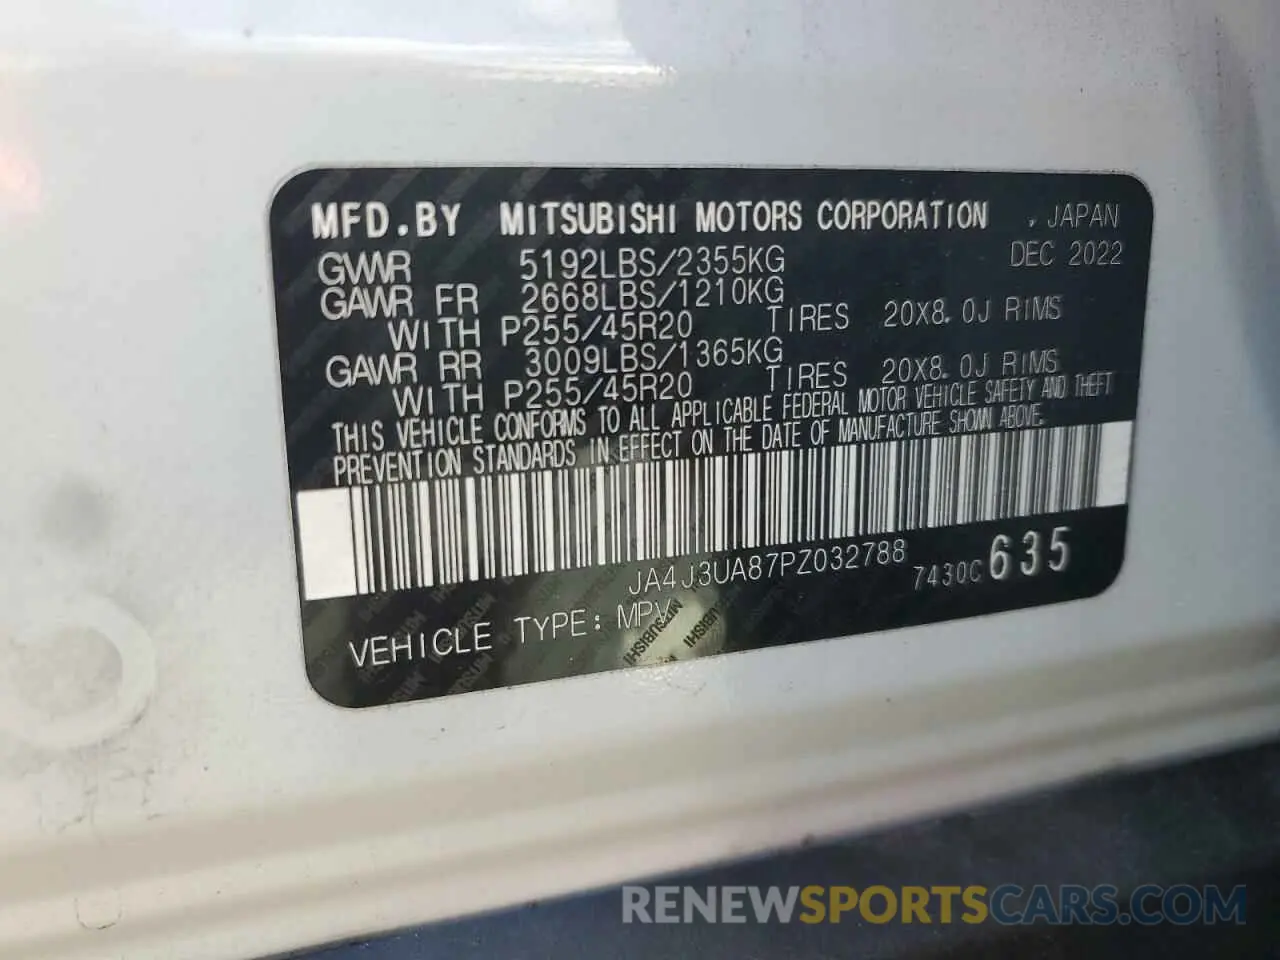 MFD.BY MITSUBISHI MOTORS CORPORATION , JAPAN
GVWR 5192LBS/2355KG DEC 2022
GAWR FR 2668LBS/1210KG
WITH P255/45R20 TIRES 20X8.0J RIMS
GAWR RR 3009LBS/1365KG
WITH P255/45R20 TIRES 20X8.0J RIMS
THIS VEHICLE CONFORMS TO ALL APPLICABLE FEDERAL MOTOR VEHICLE SAFETY AND THEFT
PREVENTION STANDARDS IN EFFECT ON THE DATE OF MANUFACTURE SHOWN ABOVE.
JA4J3UA87PZ032788 7430C 635
VEHICLE TYPE: MPV
MITSUBISHI MITSUBISHI
RENEWSPORTSCARS.COM